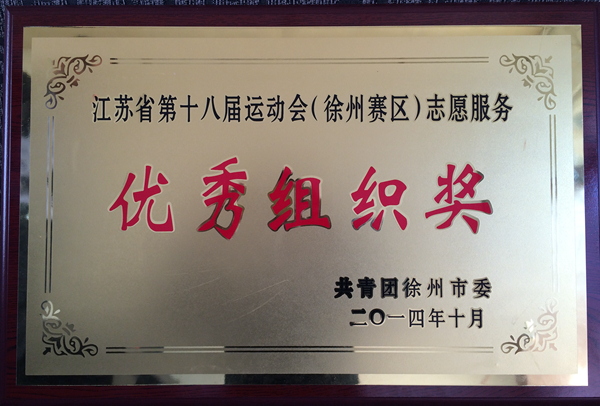 江苏省第十八届运动会(徐州赛区)志愿服务
优秀组织奖
共青团徐州市委
二〇一四年十月